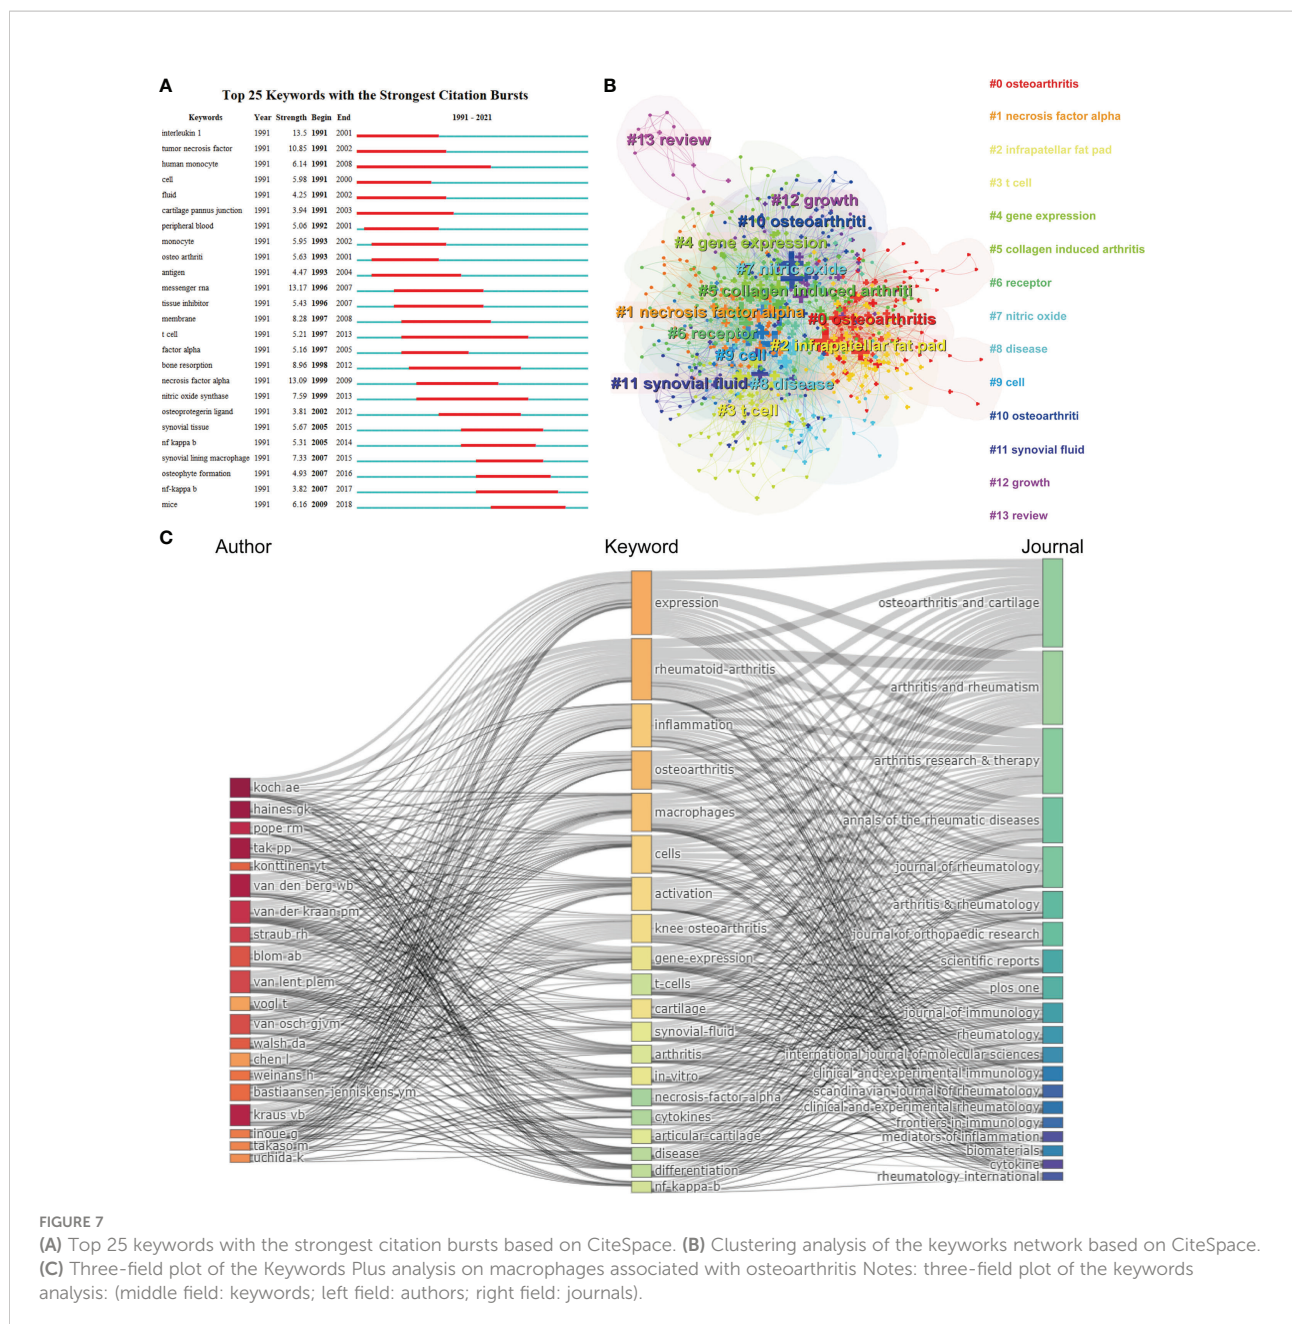 A
Top 25 Keywords with the Strongest Citation Bursts
Keywords Year Strength Begin End 1991 - 2021
interleukin 1 1991 13.5 1991 2001
tumor necrosis factor 1991 10.85 1991 2002
human monocyte 1991 6.14 1991 2008
cell 1991 5.98 1991 2000
fluid 1991 4.25 1991 2002
cartilage pannus junction 1991 3.94 1991 2003
peripheral blood 1991 5.06 1992 2001
monocyte 1991 5.95 1993 2002
osteo arthriti 1991 5.63 1993 2001
antigen 1991 4.47 1993 2004
messenger rna 1991 13.17 1996 2007
tissue inhibitor 1991 5.43 1996 2007
membrane 1991 8.28 1997 2008
t cell 1991 5.21 1997 2013
factor alpha 1991 5.16 1997 2005
bone resorption 1991 8.96 1998 2012
necrosis factor alpha 1991 13.09 1999 2009
nitric oxide synthase 1991 7.59 1999 2013
osteoprotegerin ligand 1991 3.81 2002 2012
synovial tissue 1991 5.67 2005 2015
nf kappa b 1991 5.31 2005 2014
synovial lining macrophage 1991 7.33 2007 2015
osteophyte formation 1991 4.93 2007 2016
nf-kappa b 1991 3.82 2007 2017
mice 1991 6.16 2009 2018
B
#13 review
#12 growth
#10 osteoarthriti
#4 gene expression
#7 nitric oxide
#5 collagen induced arthriti
#1 necrosis factor alpha
#0 osteoarthritis
#6 receptor
#2 infrapatellar fat pad
#9 cell
#11 synovial fluid
#8 disease
#3 t cell
#0 osteoarthritis
#1 necrosis factor alpha
#2 infrapatellar fat pad
#3 t cell
#4 gene expression
#5 collagen induced arthritis
#6 receptor
#7 nitric oxide
#8 disease
#9 cell
#10 osteoarthriti
#11 synovial fluid
#12 growth
#13 review
C
Author
koch ae
haines gk
pope rm
tak pp
konttinen yt
van den berg wb
van der kraan pm
straub rh
blom ab
van lent plem
vogl t
van osch gjvm
walsh da
chen l
weinans h
bastiaansen-jenniskens ym
kraus vb
inoue g
takaso m
uchida k
Keyword
expression
rheumatoid-arthritis
inflammation
osteoarthritis
macrophages
cells
activation
knee osteoarthritis
gene-expression
t-cells
cartilage
synovial-fluid
arthritis
in-vitro
necrosis-factor-alpha
cytokines
articular-cartilage
disease
differentiation
nf-kappa-b
Journal
osteoarthritis and cartilage
arthritis and rheumatism
arthritis research & therapy
annals of the rheumatic diseases
journal of rheumatology
arthritis & rheumatology
journal of orthopaedic research
scientific reports
plos one
journal of immunology
rheumatology
international journal of molecular sciences
clinical and experimental immunology
scandinavian journal of rheumatology
clinical and experimental rheumatology
frontiers in immunology
mediators of inflammation
biomaterials
cytokine
rheumatology international
FIGURE 7
(A) Top 25 keywords with the strongest citation bursts based on CiteSpace. (B) Clustering analysis of the keyworks network based on CiteSpace.
(C) Three-field plot of the Keywords Plus analysis on macrophages associated with osteoarthritis Notes: three-field plot of the keywords
analysis: (middle field: keywords; left field: authors; right field: journals).